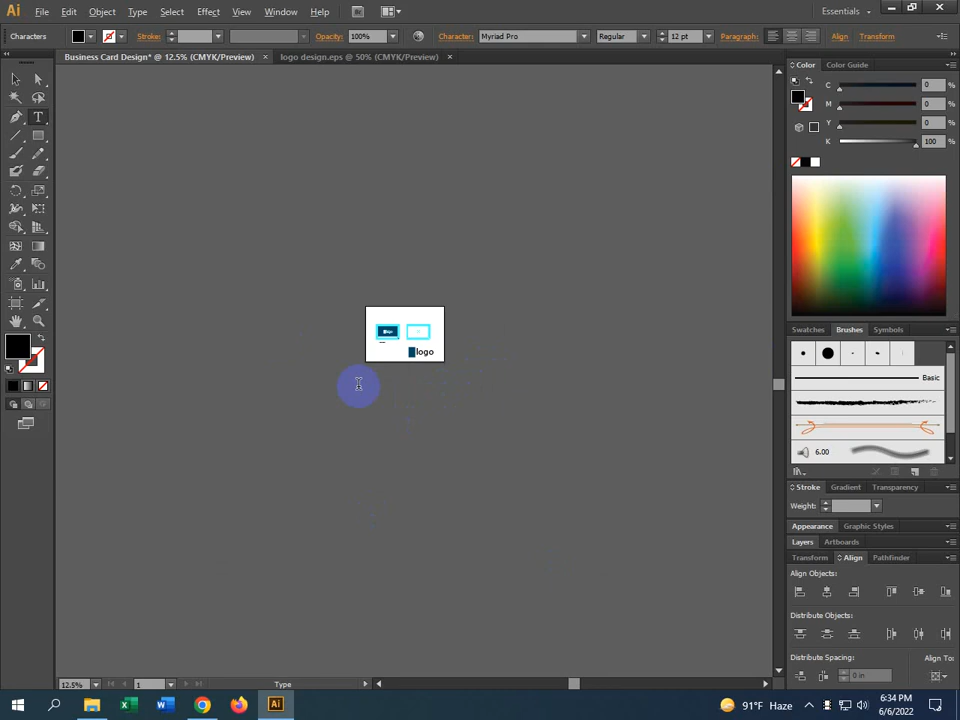 Ai File Edit Object Type Select Effect View Window Help Br Essentials
Characters Stroke: Opacity: 100% Character: Myriad Pro Regular 12 pt Paragraph: Align Transform
Business Card Design* @ 12.5% (CMYK/Preview) × logo design.eps @ 50% (CMYK/Preview) ×
Color Color Guide
C 0 %
M 0 %
Y 0 %
K 100 %
logo
Swatches Brushes Symbols
Basic
6.00
Stroke Gradient Transparency
Weight:
Appearance Graphic Styles
Layers Artboards
Transform Align Pathfinder
Align Objects:
Distribute Objects:
Distribute Spacing: Align To:
0 in
12.5% 1 Type
Ai
91°F Haze
6:34 PM
6/6/2022